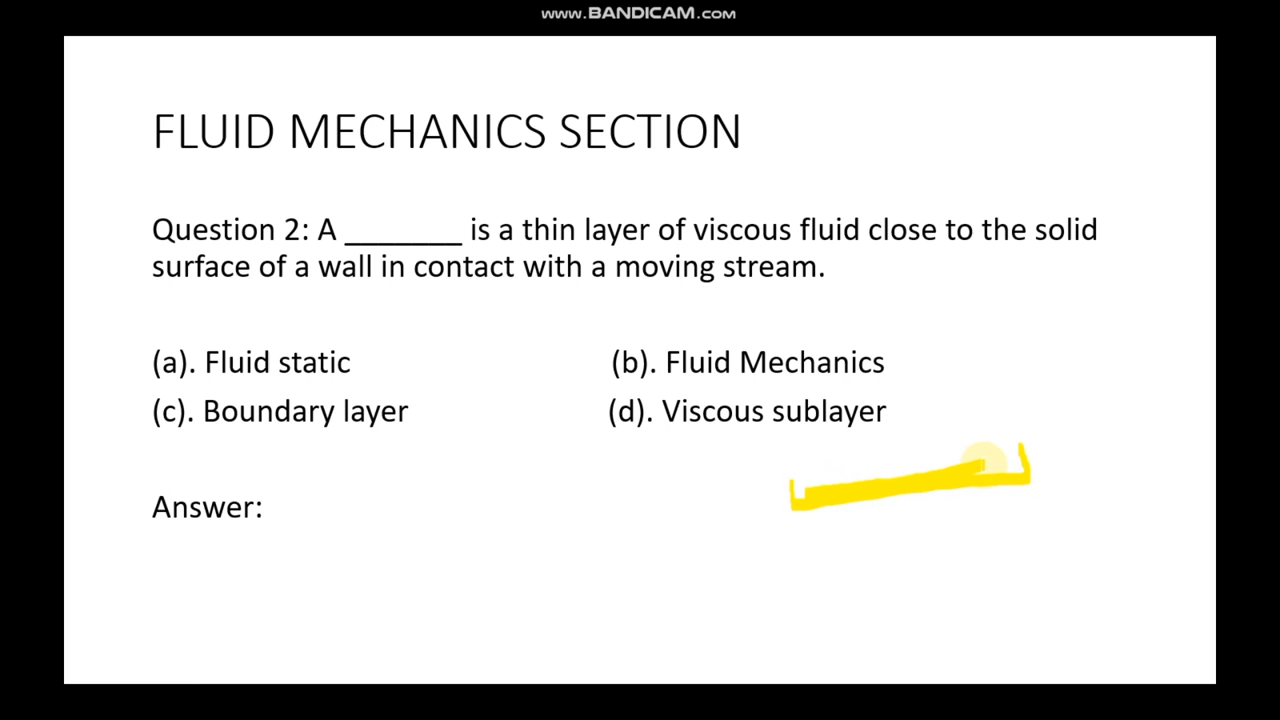 www.BANDICAM.com
FLUID MECHANICS SECTION
Question 2: A _______ is a thin layer of viscous fluid close to the solid
surface of a wall in contact with a moving stream.
(a). Fluid static (b). Fluid Mechanics
(c). Boundary layer (d). Viscous sublayer
Answer: